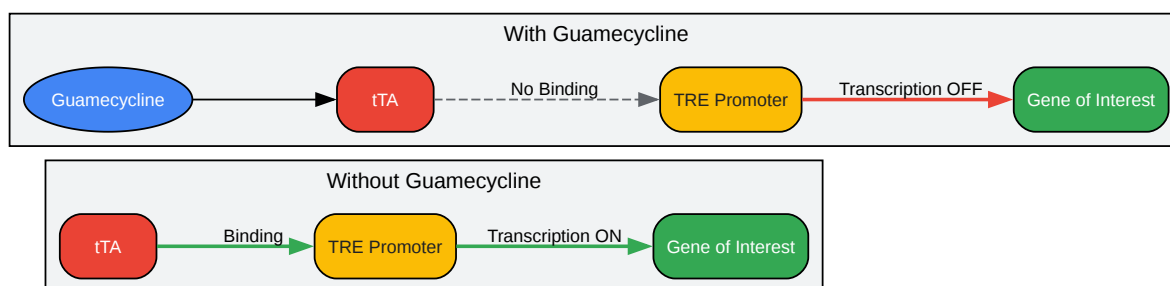 With Guamecycline
Guamecycline
tTA
No Binding
TRE Promoter
Transcription OFF
Gene of Interest
Without Guamecycline
tTA
Binding
TRE Promoter
Transcription ON
Gene of Interest